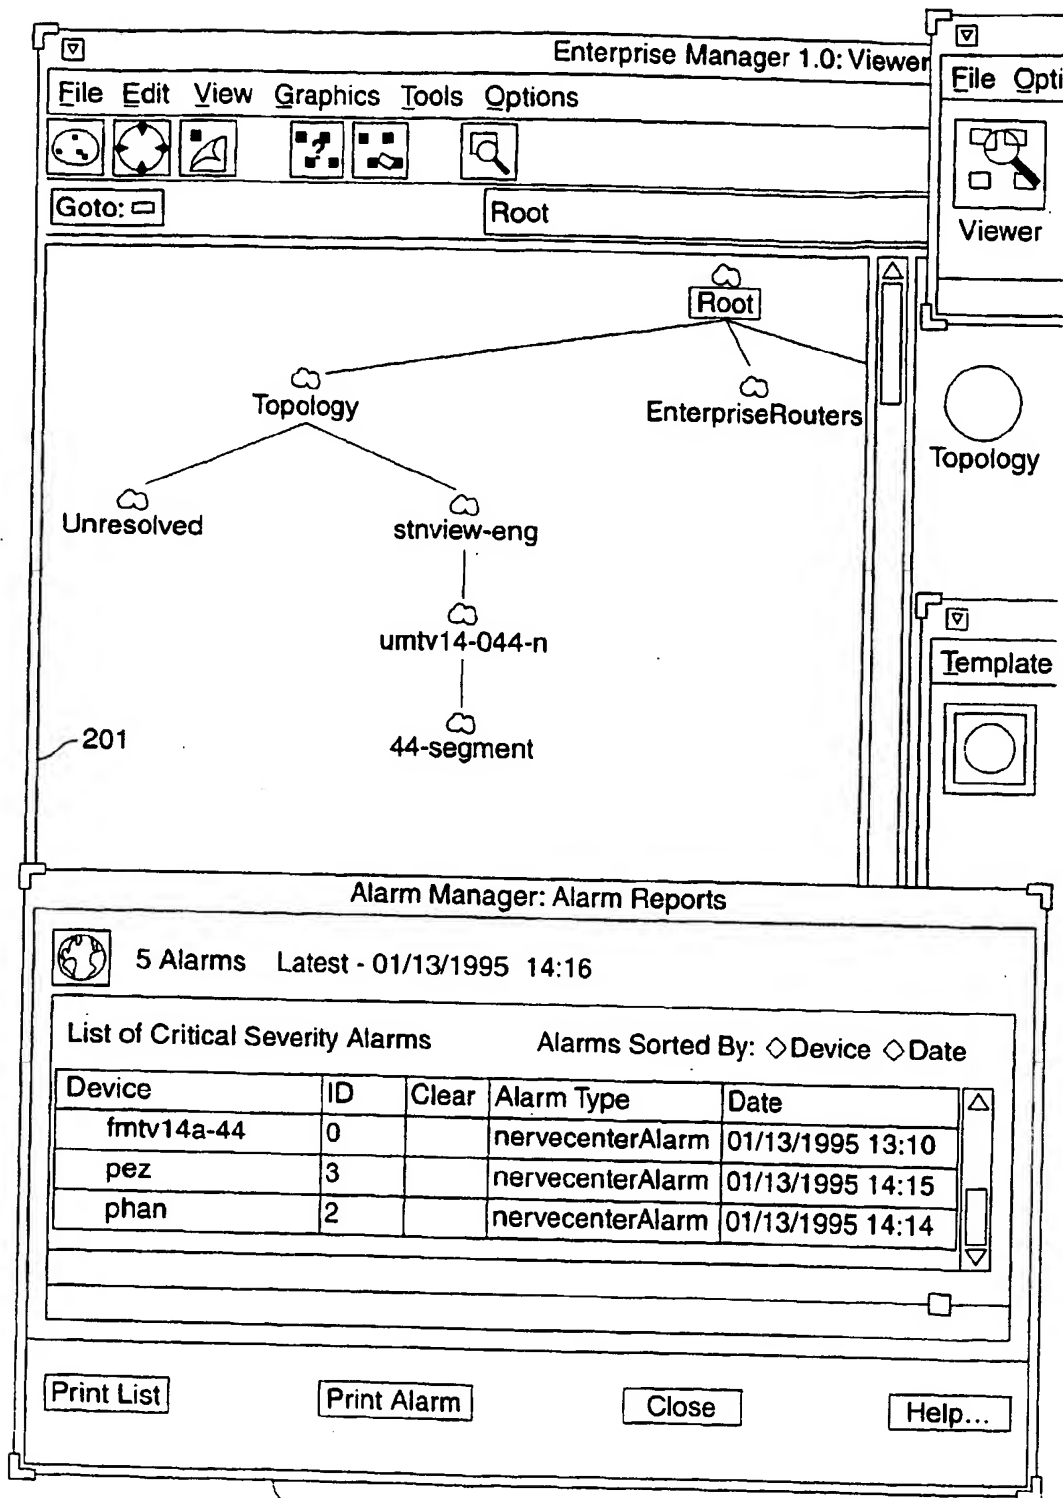 Enterprise Manager 1.0: Viewer
File Edit View Graphics Tools Options
Goto:
Root
File Opti
Viewer
Root
Topology
EnterpriseRouters
Unresolved
stnview-eng
umtv14-044-n
44-segment
201
Topology
Template
Alarm Manager: Alarm Reports
5 Alarms Latest - 01/13/1995 14:16
List of Critical Severity Alarms Alarms Sorted By: Device Date
Device ID Clear Alarm Type Date
fmtv14a-44 0 nervecenterAlarm 01/13/1995 13:10
pez 3 nervecenterAlarm 01/13/1995 14:15
phan 2 nervecenterAlarm 01/13/1995 14:14
Print List Print Alarm Close Help...